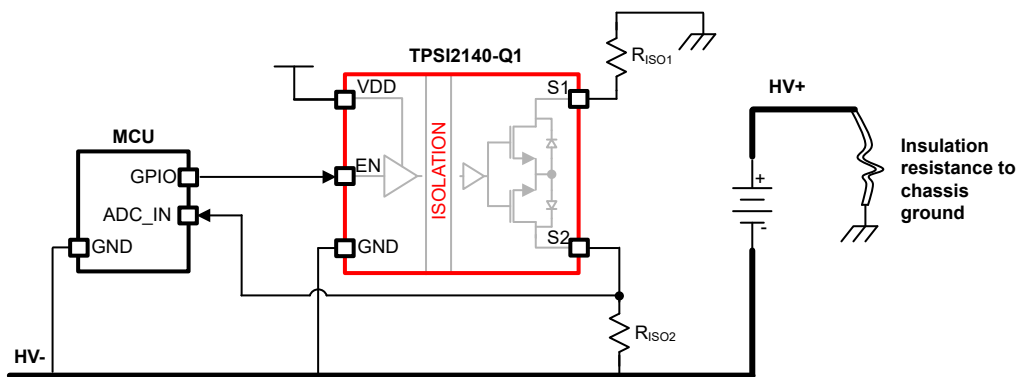 TPSI2140-Q1
RISO1
VDD
S1
HV+
MCU
GPIO
EN
ISOLATION
Insulation
resistance to
chassis
ground
+
-
ADC_IN
GND
GND
S2
RISO2
HV-